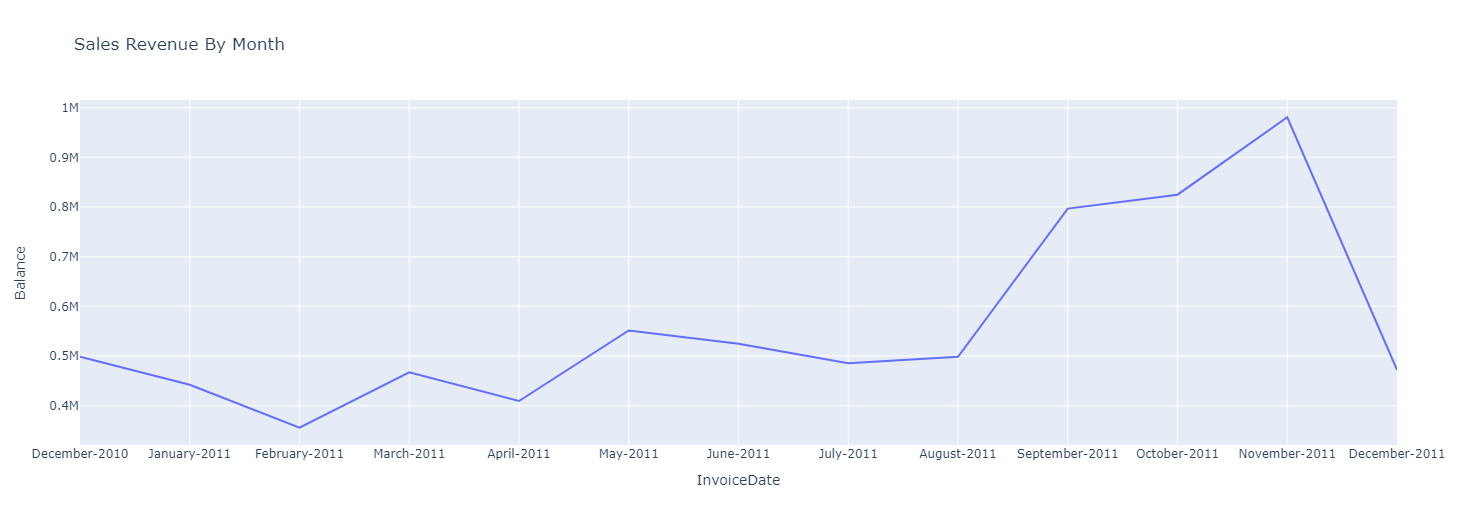 Sales Revenue By Month
1M
0.9M
0.8M
0.7M
0.6M
0.5M
0.4M
Balance
December-2010 January-2011 February-2011 March-2011 April-2011 May-2011 June-2011 July-2011 August-2011 September-2011 October-2011 November-2011 December-2011
InvoiceDate